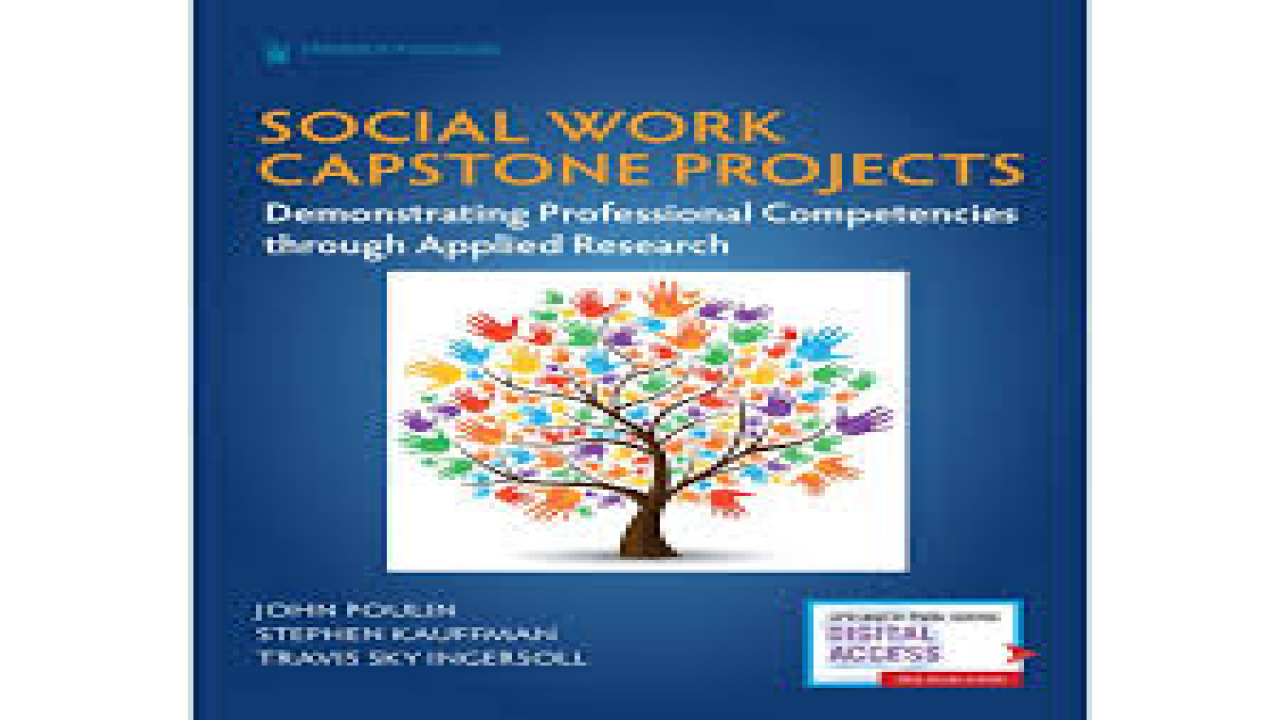 SOCIAL WORK
CAPSTONE PROJECTS
Demonstrating Professional Competencies
through Applied Research
JOHN POULIN
STEPHEN KAUFFMAN
TRAVIS SKY INGERSOLL
DIGITAL
ACCESS